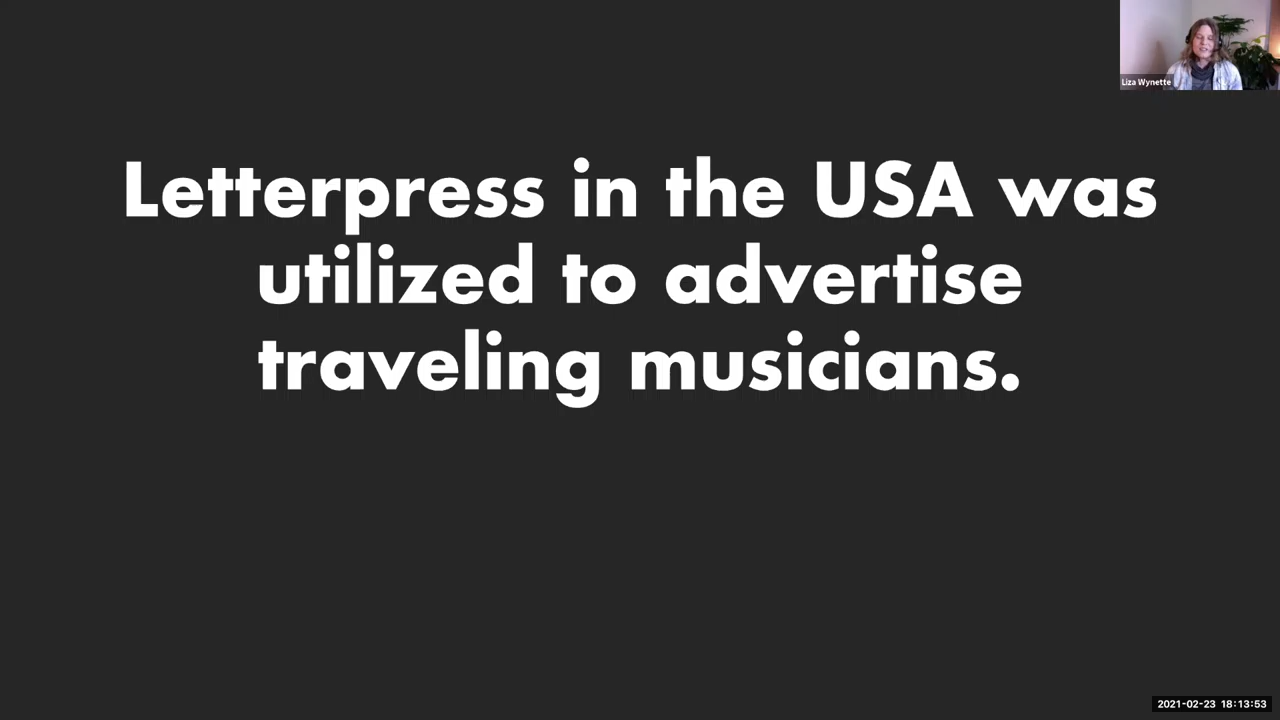 Liza Wynette
Letterpress in the USA was
utilized to advertise
traveling musicians.
2021-02-23 18:13:53